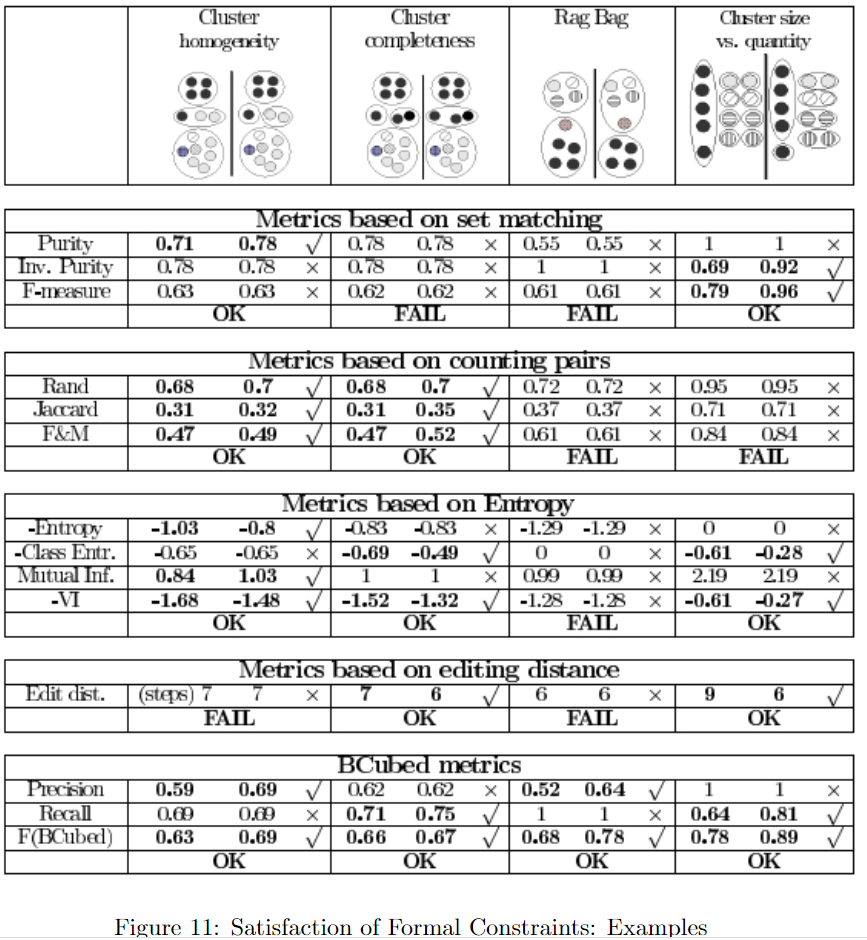 Cluster homogeneity Cluster completeness Rag Bag Cluster size vs. quantity
Metrics based on set matching
Purity 0.71 0.78 √ 0.78 0.78 × 0.55 0.55 × 1 1 ×
Inv. Purity 0.78 0.78 × 0.78 0.78 × 1 1 × 0.69 0.92 √
F-measure 0.63 0.63 × 0.62 0.62 × 0.61 0.61 × 0.79 0.96 √
OK FAIL FAIL OK
Metrics based on counting pairs
Rand 0.68 0.7 √ 0.68 0.7 √ 0.72 0.72 × 0.95 0.95 ×
Jaccard 0.31 0.32 √ 0.31 0.35 √ 0.37 0.37 × 0.71 0.71 ×
F&M 0.47 0.49 √ 0.47 0.52 √ 0.61 0.61 × 0.84 0.84 ×
OK OK FAIL FAIL
Metrics based on Entropy
-Entropy -1.03 -0.8 √ -0.83 -0.83 × -1.29 -1.29 × 0 0 ×
-Class Entr. -0.65 -0.65 × -0.69 -0.49 √ 0 0 × -0.61 -0.28 √
Mutual Inf. 0.84 1.03 √ 1 1 × 0.99 0.99 × 2.19 2.19 ×
-VI -1.68 -1.48 √ -1.52 -1.32 √ -1.28 -1.28 × -0.61 -0.27 √
OK OK FAIL OK
Metrics based on editing distance
Edit dist. (steps) 7 7 × 7 6 √ 6 6 × 9 6 √
FAIL OK FAIL OK
BCubed metrics
Precision 0.59 0.69 √ 0.62 0.62 × 0.52 0.64 √ 1 1 ×
Recall 0.69 0.69 × 0.71 0.75 √ 1 1 × 0.64 0.81 √
F(BCubed) 0.63 0.69 √ 0.66 0.67 √ 0.68 0.78 √ 0.78 0.89 √
OK OK OK OK
Figure 11: Satisfaction of Formal Constraints: Examples